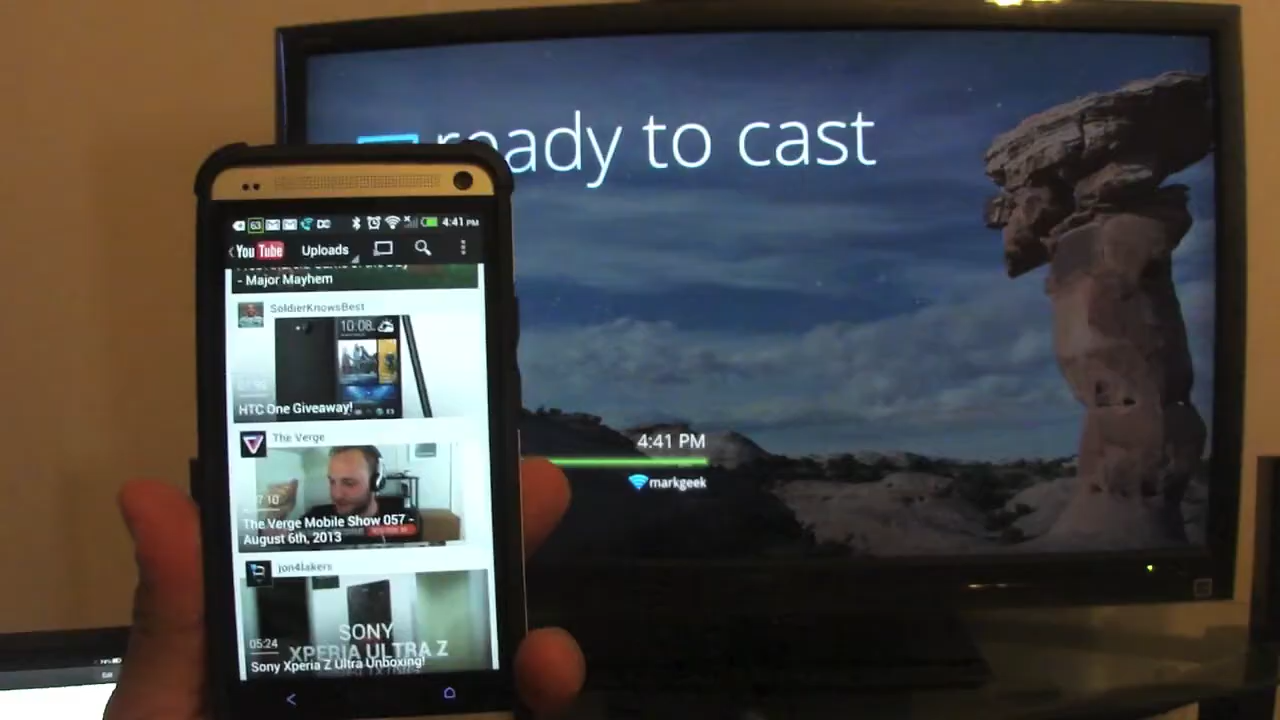 ready to cast
4:41 PM
markgeek
63
4:41 PM
YouTube Uploads
- Major Mayhem
SoldierKnowsBest
10:08
HTC One Giveaway!
The Verge
The Verge Mobile Show 057 -
August 6th, 2013
jon4lakers
05:24
SONY
XPERIA ULTRA Z
Sony Xperia Z Ultra Unboxing!